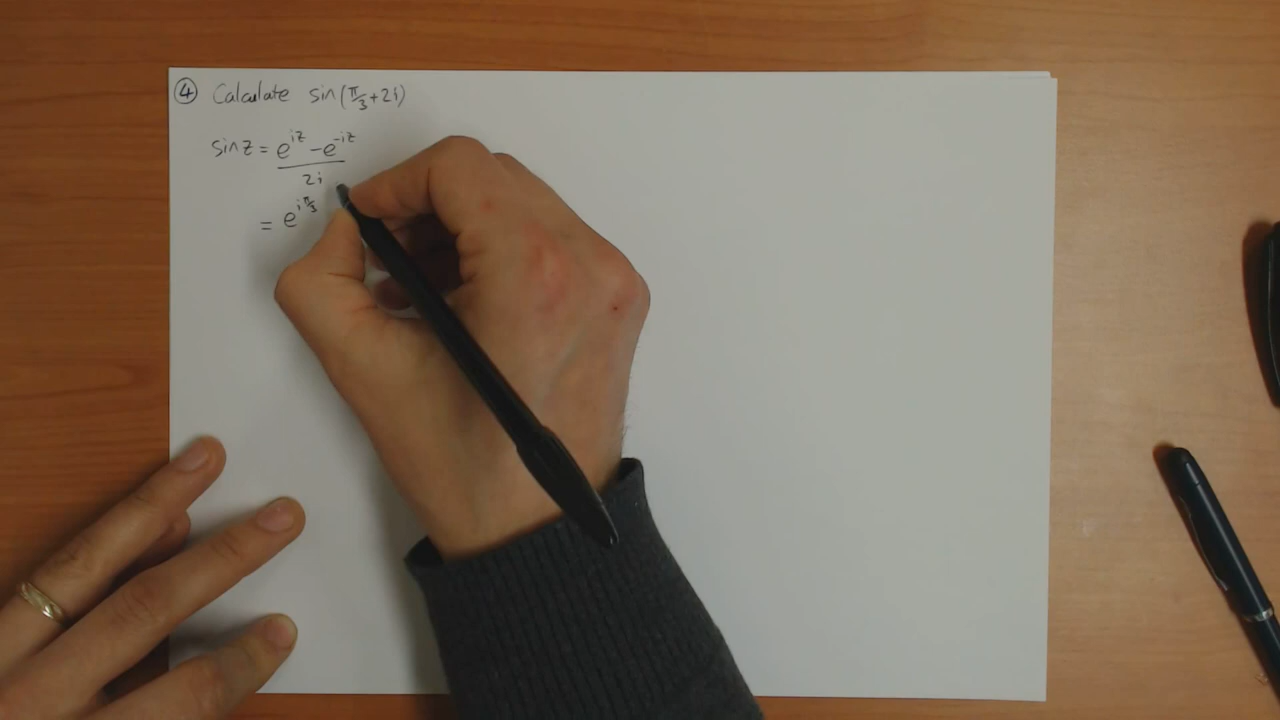 ④ Calculate sin(π/3+2i)
sin z = (e^{iz} - e^{-iz})/2i
= e^{iπ/3}